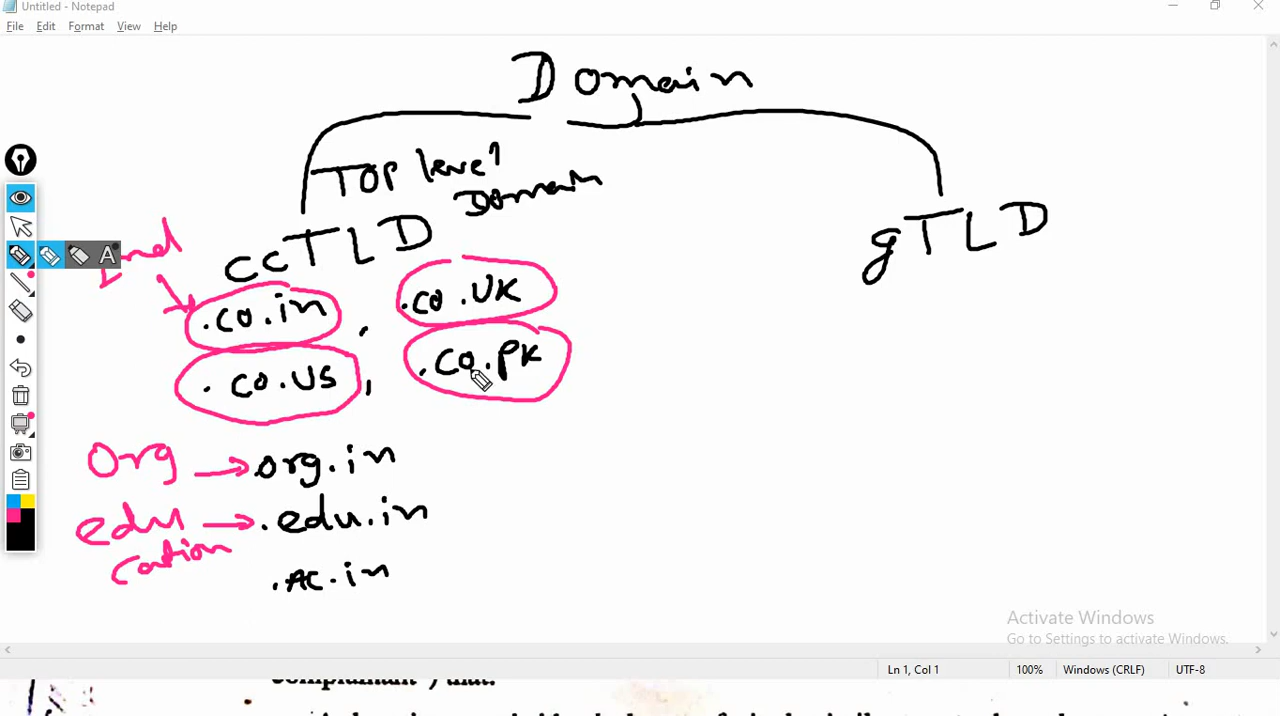 Untitled - Notepad
File Edit Format View Help
Domain
Top level
Domain
ccTLD
gTLD
.co.in , .co.UK
.co.US , .co.PK
Org → org.in
edu → .edu.in
cation
.AC.in
A
Activate Windows
Go to Settings to activate Windows.
Ln 1, Col 1 100% Windows (CRLF) UTF-8